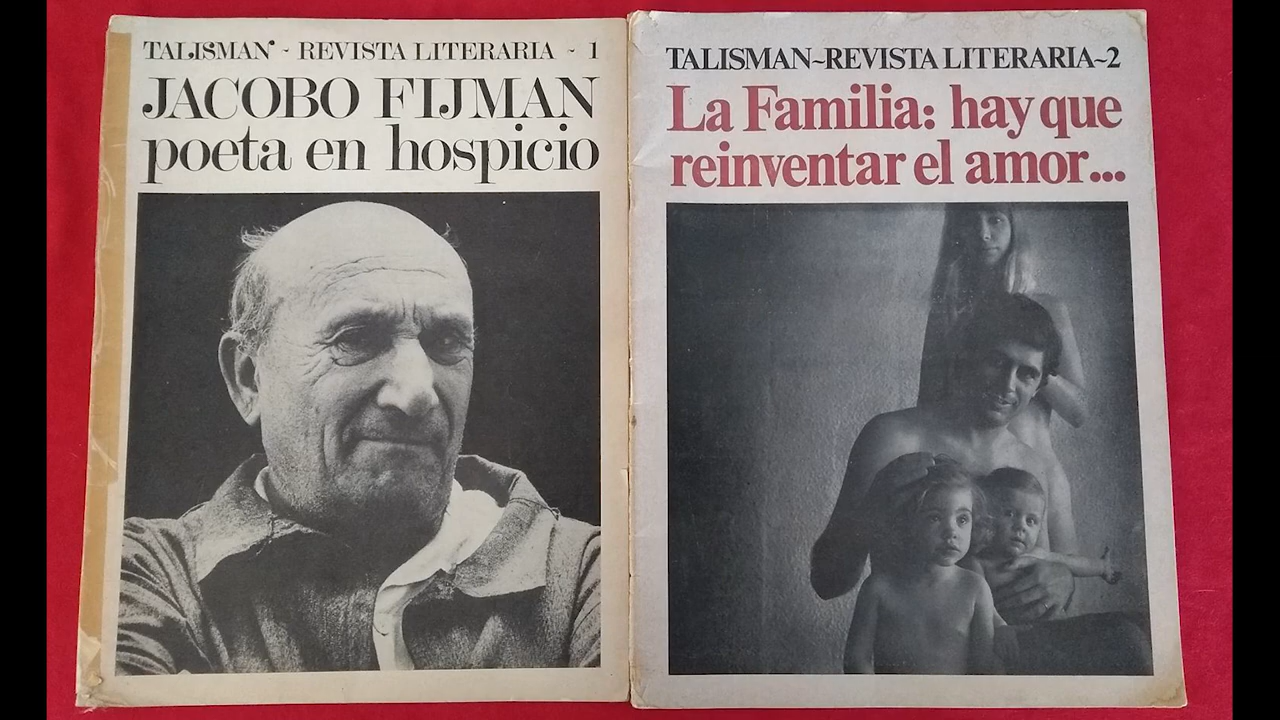 TALISMAN ~ REVISTA LITERARIA ~ 1
JACOBO FIJMAN
poeta en hospicio
TALISMAN~REVISTA LITERARIA~2
La Familia: hay que
reinventar el amor...